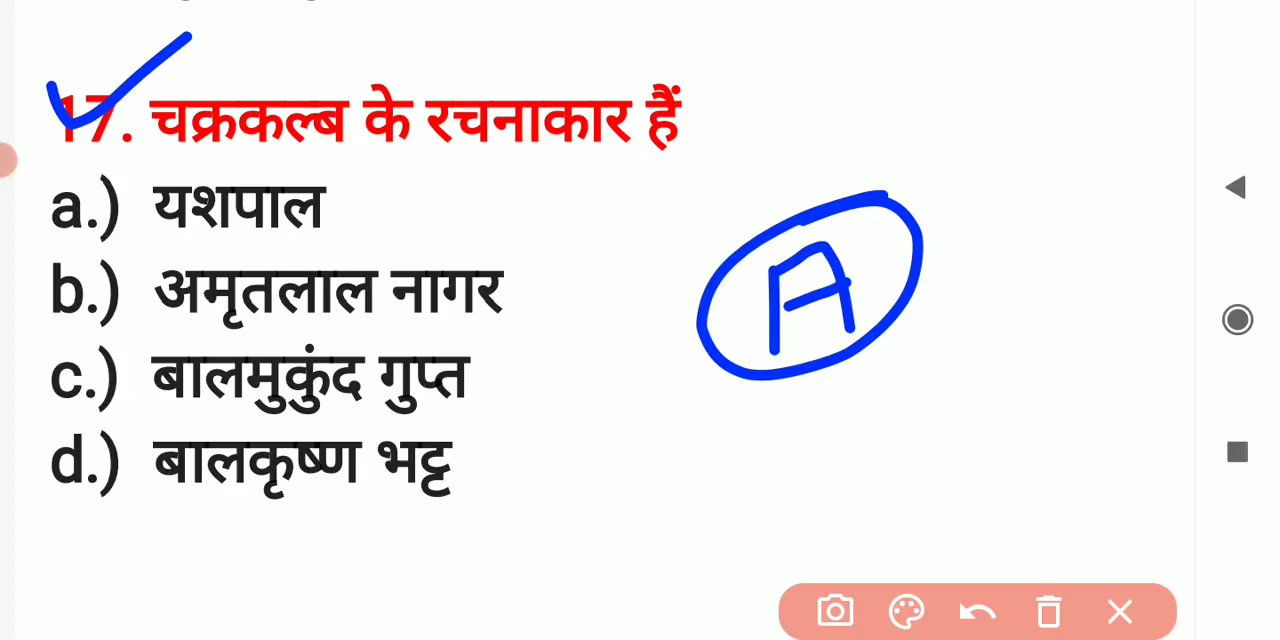 17. चक्रकल्ब के रचनाकार हैं
a.) यशपाल
b.) अमृतलाल नागर
A
c.) बालमुकुंद गुप्त
d.) बालकृष्ण भट्ट